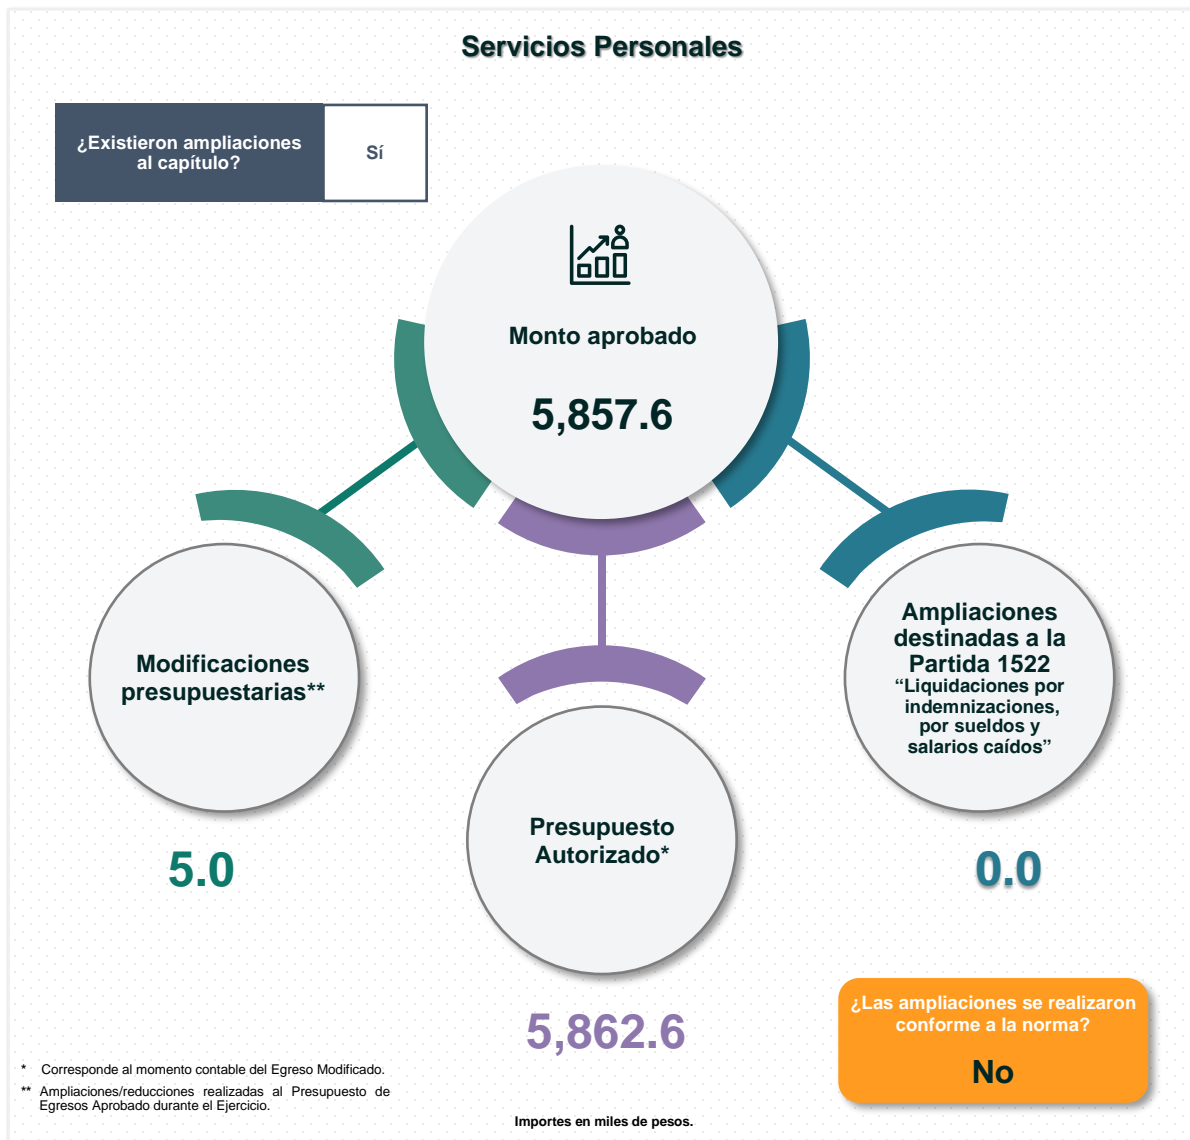 Servicios Personales
¿Existieron ampliaciones
al capítulo?
Sí
Monto aprobado
5,857.6
Modificaciones
presupuestarias**
5.0
Presupuesto
Autorizado*
5,862.6
Ampliaciones
destinadas a la
Partida 1522
“Liquidaciones por
indemnizaciones,
por sueldos y
salarios caídos”
0.0
¿Las ampliaciones se realizaron
conforme a la norma?
No
* Corresponde al momento contable del Egreso Modificado.
** Ampliaciones/reducciones realizadas al Presupuesto de
Egresos Aprobado durante el Ejercicio.
Importes en miles de pesos.